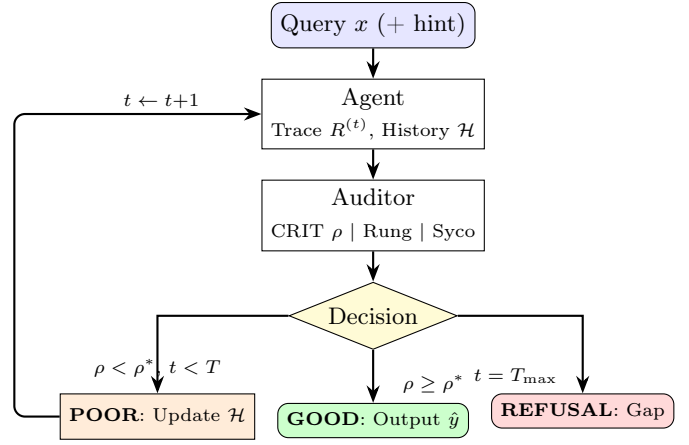 Query x (+ hint)
t ← t+1
Agent
Trace R^(t), History ℋ
Auditor
CRIT ρ | Rung | Syco
Decision
ρ < ρ*, t < T
ρ ≥ ρ*
t = T_max
POOR: Update ℋ
GOOD: Output ŷ
REFUSAL: Gap